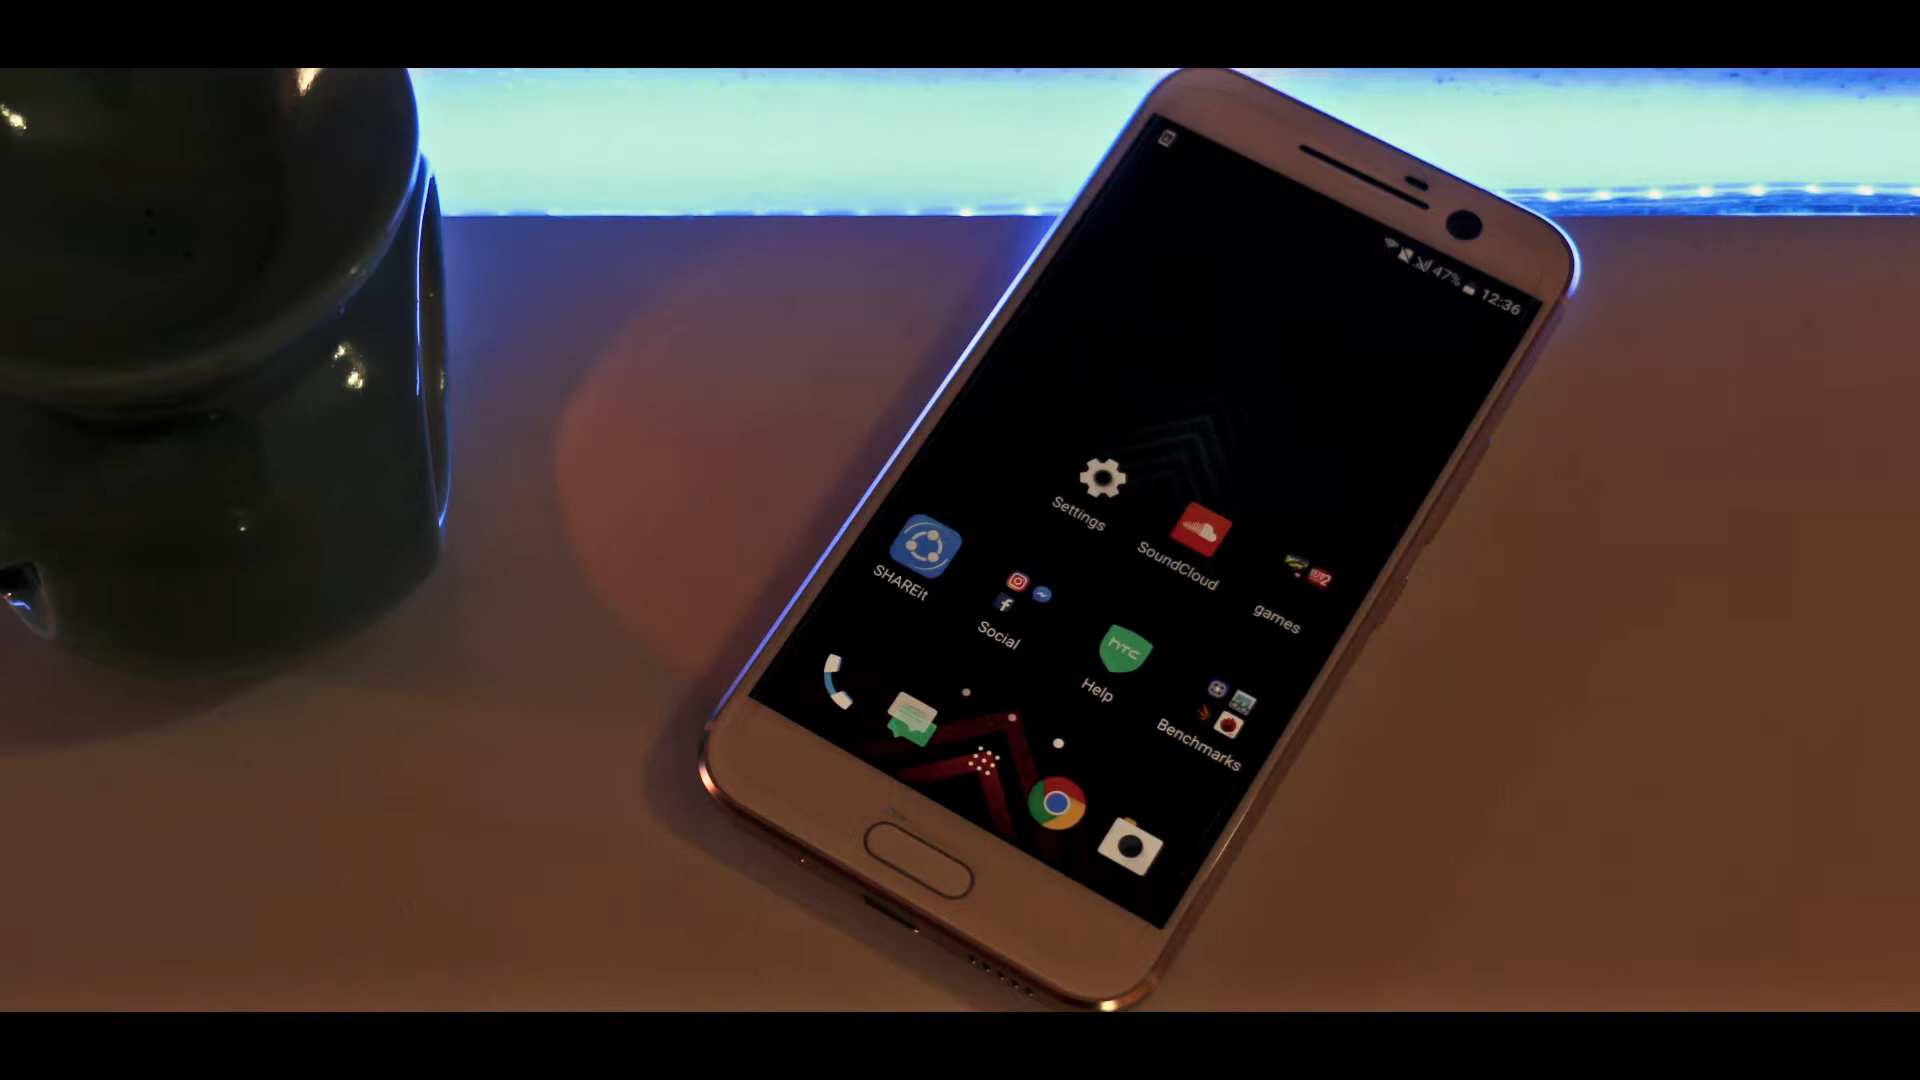 47% 12:36
Settings
SoundCloud
games
SHAREit
Social
hTC
Help
Benchmarks